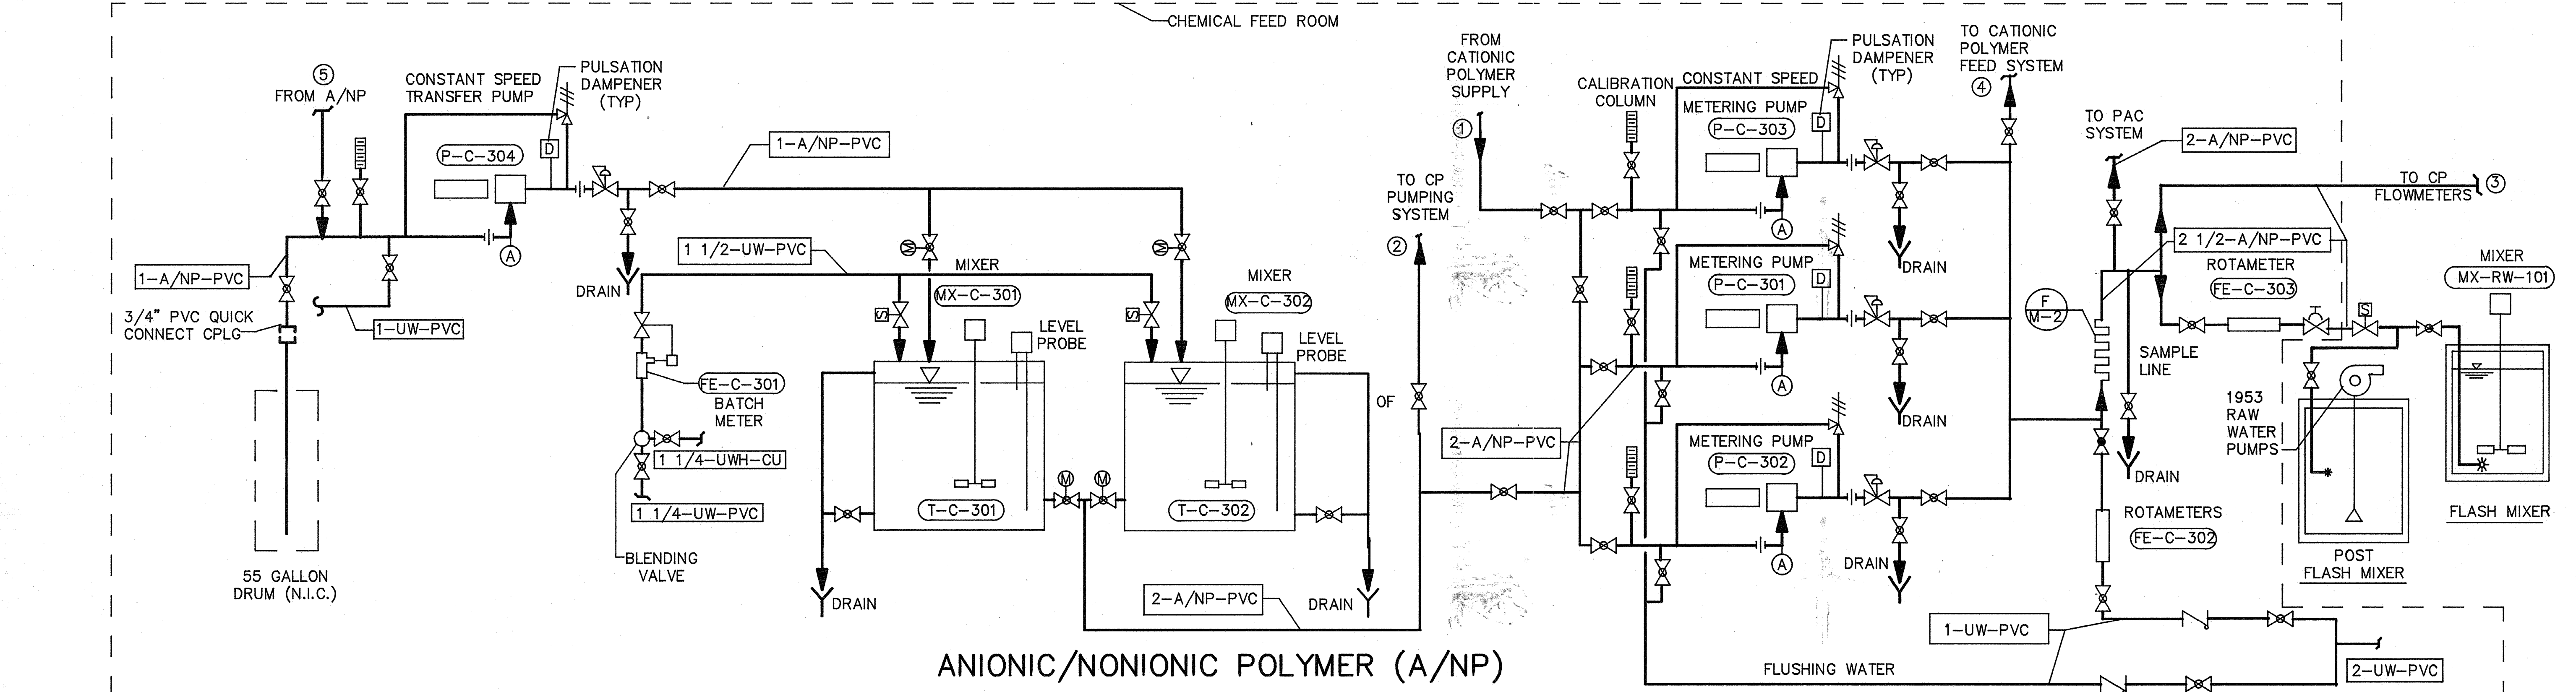 CHEMICAL FEED ROOM
5
FROM A/NP
CONSTANT SPEED
TRANSFER PUMP
PULSATION
DAMPENER
(TYP)
P-C-304
D
A
1-A/NP-PVC
1-A/NP-PVC
1-UW-PVC
3/4" PVC QUICK
CONNECT CPLG
55 GALLON
DRUM (N.I.C.)
DRAIN
1 1/2-UW-PVC
M
M
S
S
MIXER
MX-C-301
MIXER
MX-C-302
LEVEL
PROBE
LEVEL
PROBE
FE-C-301
BATCH
METER
1 1/4-UWH-CU
1 1/4-UW-PVC
BLENDING
VALVE
T-C-301
M
M
T-C-302
OF
DRAIN
DRAIN
2-A/NP-PVC
TO CP
PUMPING
SYSTEM
2
FROM
CATIONIC
POLYMER
SUPPLY
1
2-A/NP-PVC
CALIBRATION
COLUMN
CONSTANT SPEED
METERING PUMP
P-C-303
PULSATION
DAMPENER
(TYP)
D
A
DRAIN
METERING PUMP
P-C-301
D
A
DRAIN
METERING PUMP
P-C-302
D
A
DRAIN
TO CATIONIC
POLYMER
FEED SYSTEM
4
TO PAC
SYSTEM
2-A/NP-PVC
TO CP
FLOWMETERS
3
2 1/2-A/NP-PVC
ROTAMETER
FE-C-303
F
M-2
S
SAMPLE
LINE
DRAIN
ROTAMETERS
FE-C-302
1953
RAW
WATER
PUMPS
MIXER
MX-RW-101
FLASH MIXER
POST
FLASH MIXER
1-UW-PVC
FLUSHING WATER
2-UW-PVC
ANIONIC/NONIONIC POLYMER (A/NP)